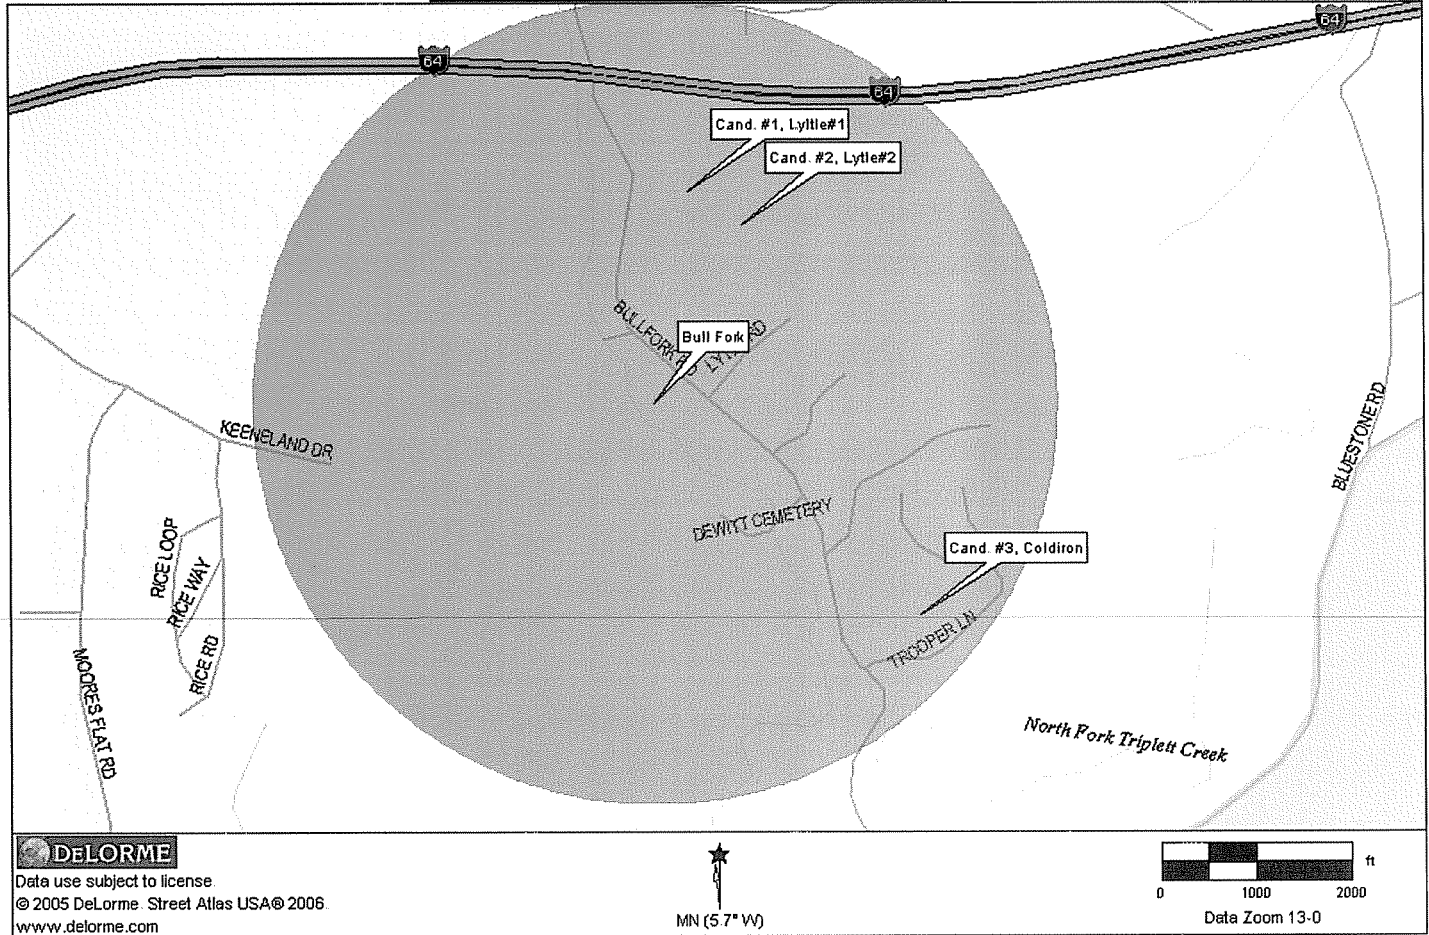 64
64
64
Cand. #1, Lyltle#1
Cand. #2, Lytle#2
BULLFORK RD
Bull Fork
KEENELAND DR
BLUESTONE RD
DEWITT CEMETERY
RICE LOOP
RICE WAY
RICE RD
Cand. #3, Coldiron
TROOPER LN
MOORES FLAT RD
North Fork Triplett Creek
DELORME
Data use subject to license.
© 2005 DeLorme. Street Atlas USA® 2006.
www.delorme.com
MN (5.7° W)
ft
0 1000 2000
Data Zoom 13-0